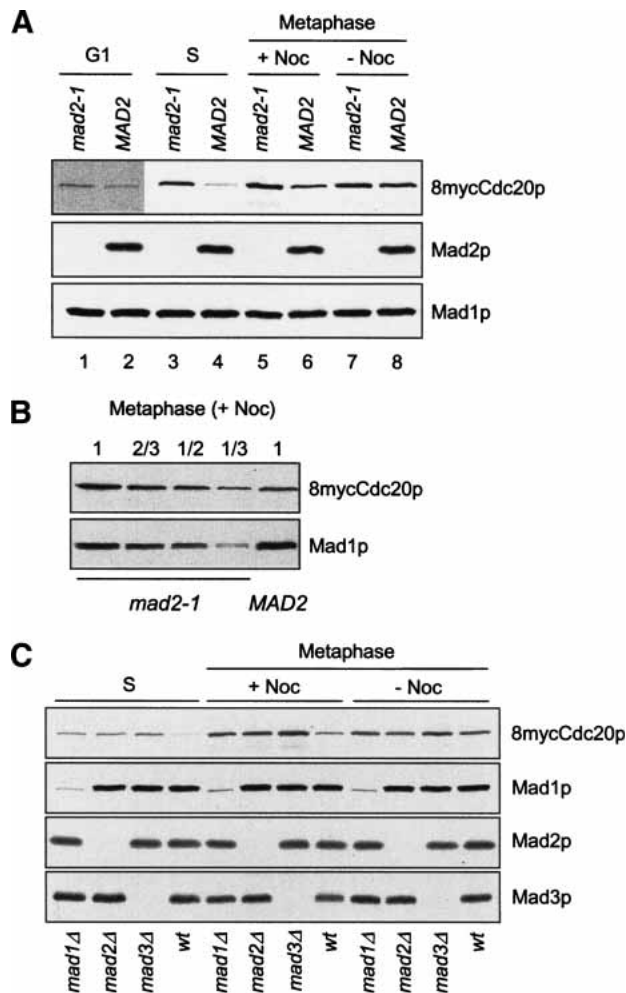 A
Metaphase
G1 S + Noc - Noc
mad2-1 MAD2 mad2-1 MAD2 mad2-1 MAD2 mad2-1 MAD2
8mycCdc20p
Mad2p
Mad1p
1 2 3 4 5 6 7 8
B
Metaphase (+ Noc)
1 2/3 1/2 1/3 1
8mycCdc20p
Mad1p
mad2-1 MAD2
C
Metaphase
S + Noc - Noc
8mycCdc20p
Mad1p
Mad2p
Mad3p
mad1Δ mad2Δ mad3Δ wt mad1Δ mad2Δ mad3Δ wt mad1Δ mad2Δ mad3Δ wt